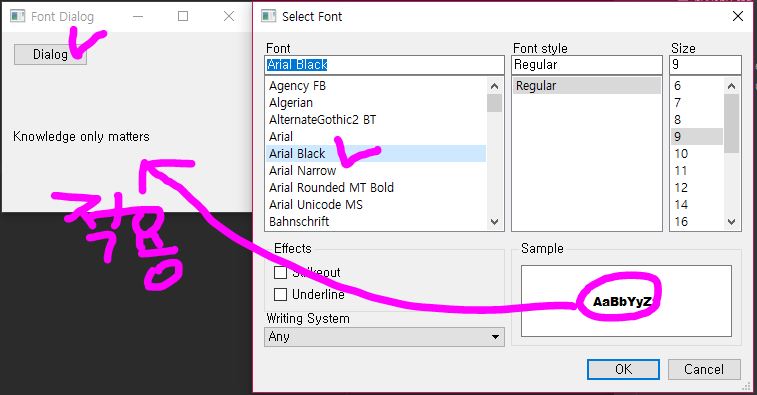 Font Dialog
Dialog
Knowledge only matters
적용
Select Font
Font
Arial Black
Agency FB
Algerian
AlternateGothic2 BT
Arial
Arial Black
Arial Narrow
Arial Rounded MT Bold
Arial Unicode MS
Bahnschrift
Font style
Regular
Regular
Size
9
6
7
8
9
10
11
12
14
16
Effects
Strikeout
Underline
Writing System
Any
Sample
AaBbYyZ
OK
Cancel